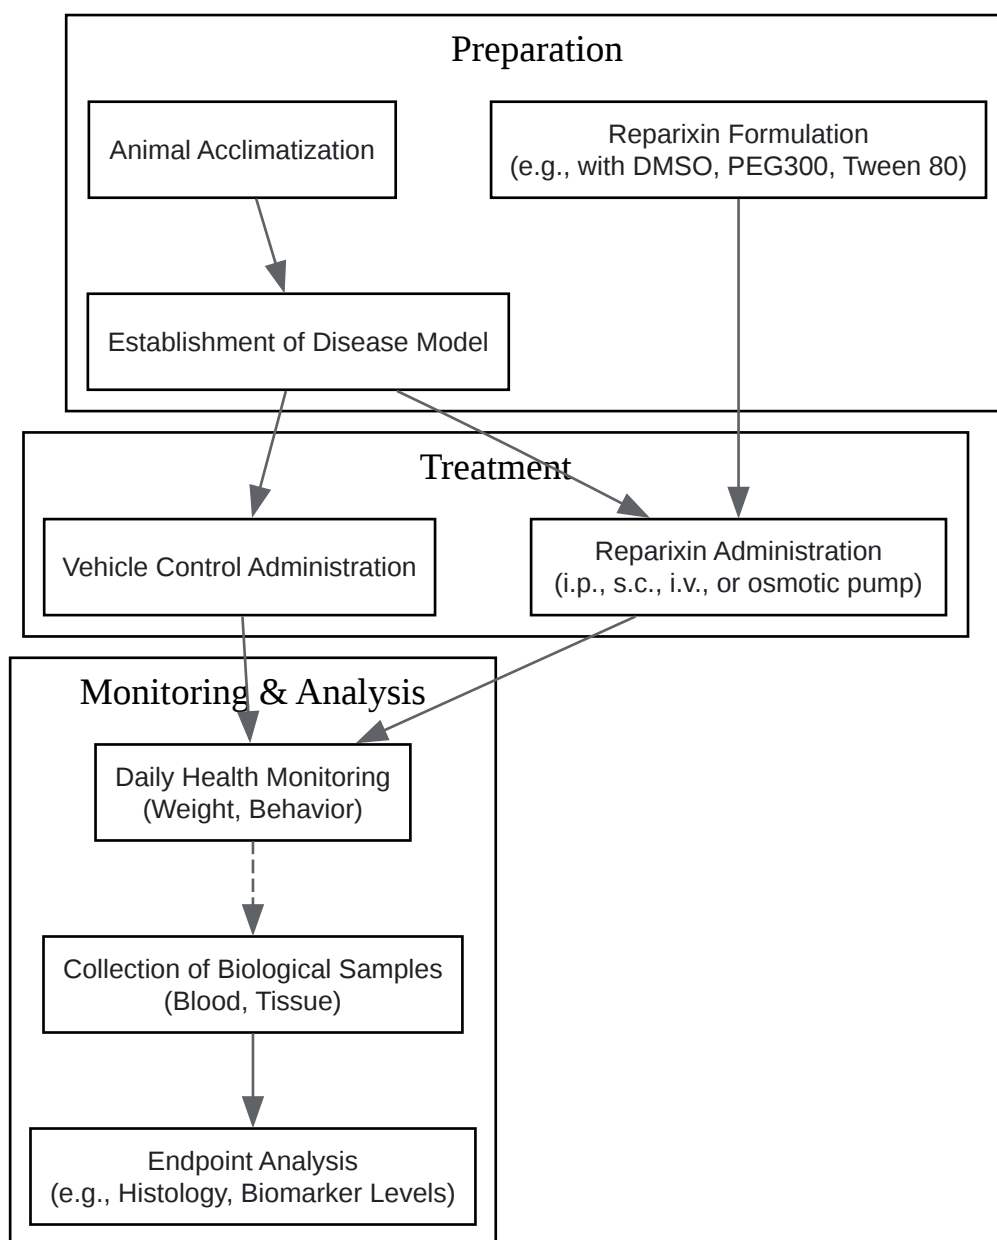 Preparation
Animal Acclimatization
Reparixin Formulation
(e.g., with DMSO, PEG300, Tween 80)
Establishment of Disease Model
Treatment
Vehicle Control Administration
Reparixin Administration
(i.p., s.c., i.v., or osmotic pump)
Monitoring & Analysis
Daily Health Monitoring
(Weight, Behavior)
Collection of Biological Samples
(Blood, Tissue)
Endpoint Analysis
(e.g., Histology, Biomarker Levels)